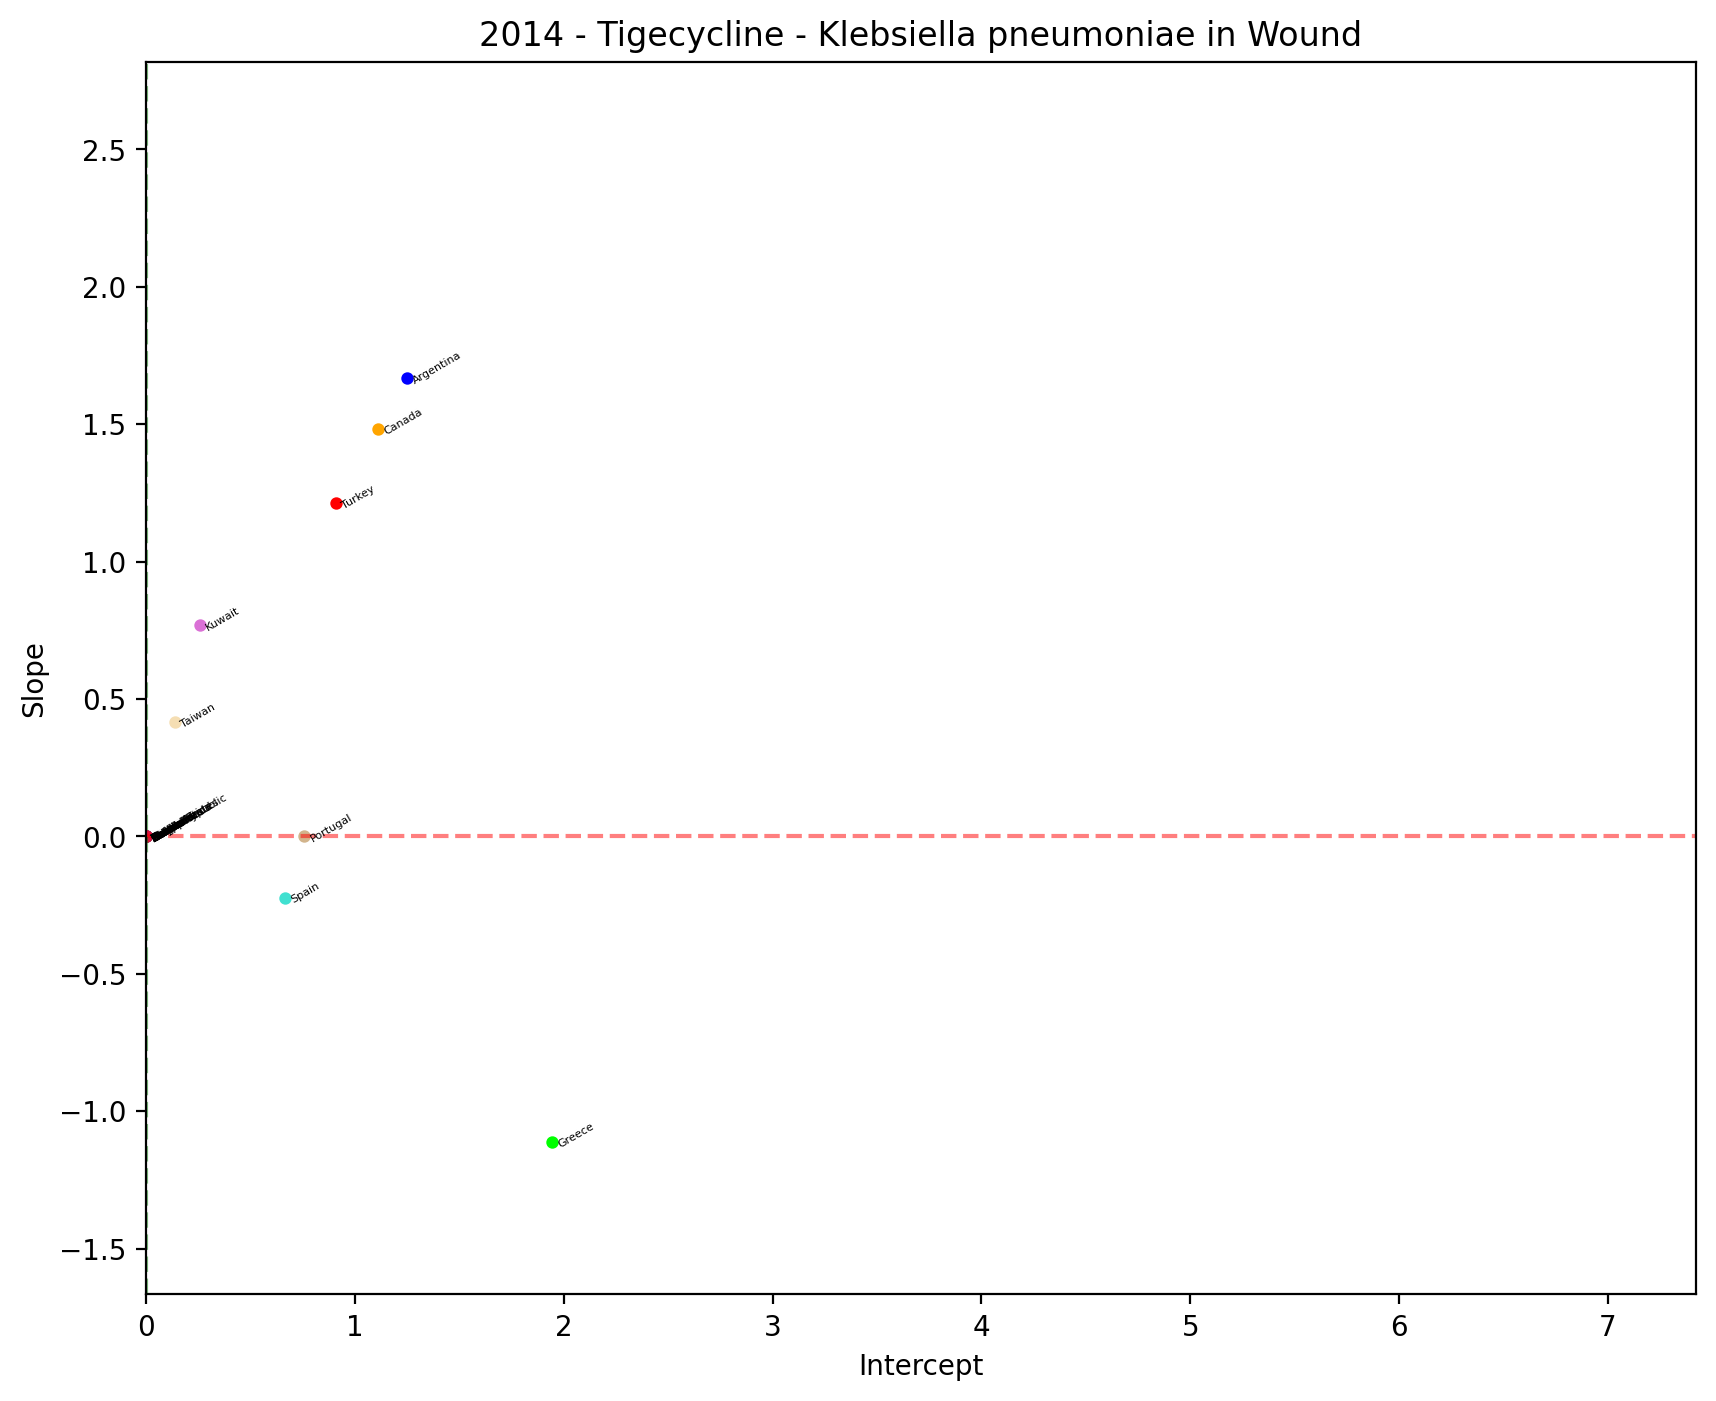 2014 - Tigecycline - Klebsiella pneumoniae in Wound
2.5
2.0
1.5
1.0
0.5
0.0
−0.5
−1.0
−1.5
Slope
Argentina
Canada
Turkey
Kuwait
Taiwan
Portugal
Spain
Greece
0 1 2 3 4 5 6 7
Intercept